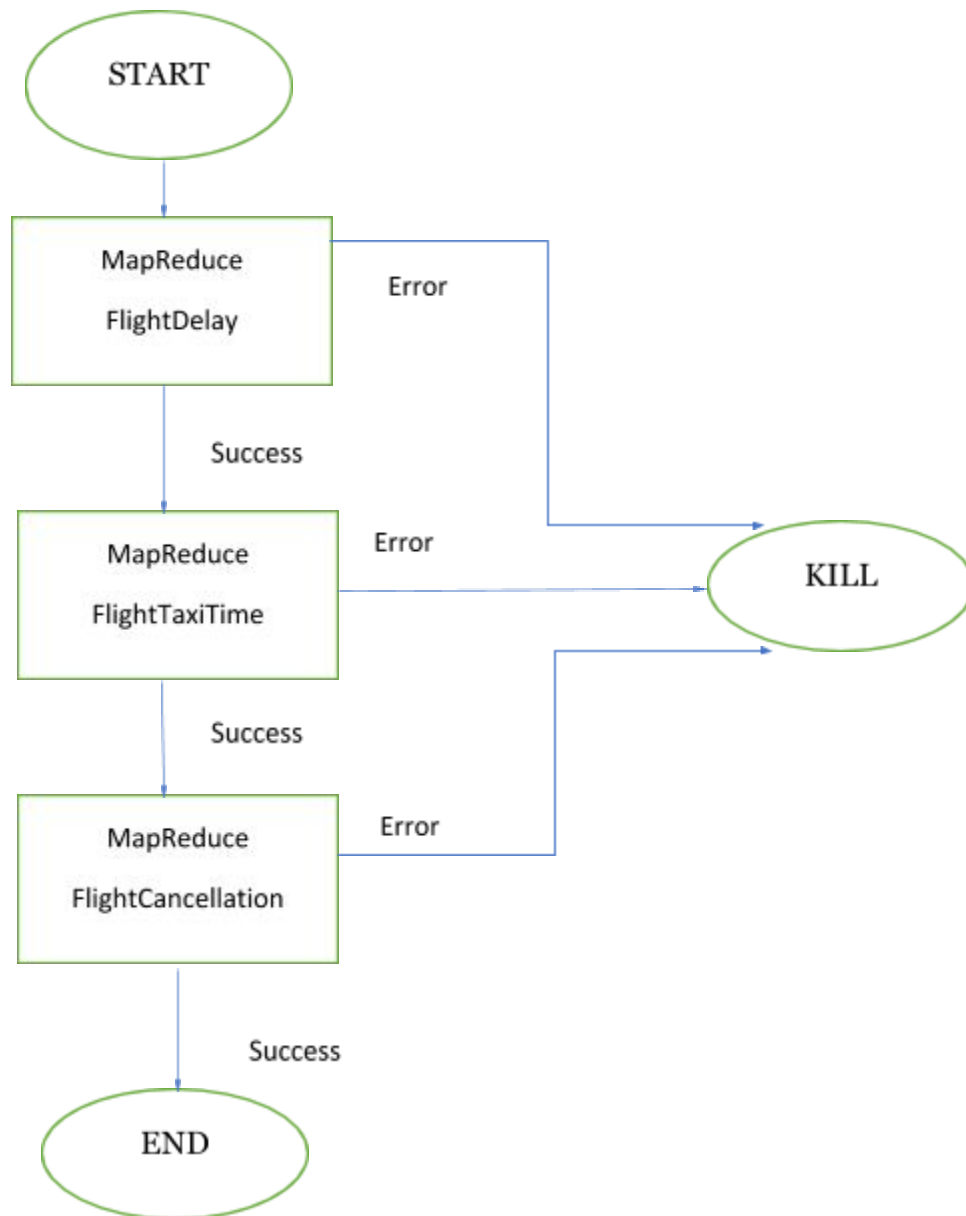 START
MapReduce
FlightDelay
Error
Success
MapReduce
FlightTaxiTime
Error
KILL
Success
MapReduce
FlightCancellation
Error
Success
END